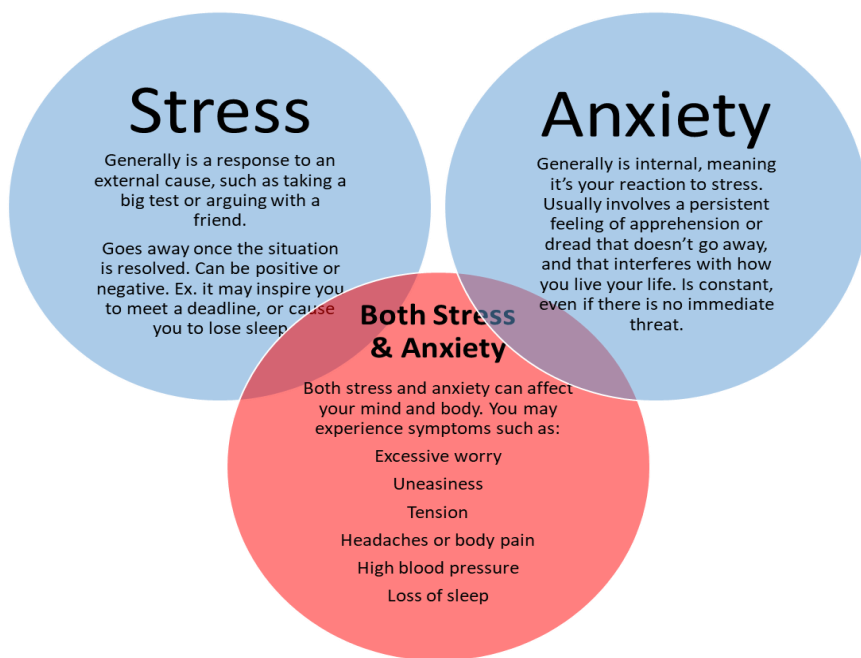 Stress
Generally is a response to an
external cause, such as taking a
big test or arguing with a
friend.
Goes away once the situation
is resolved. Can be positive or
negative. Ex. it may inspire you
to meet a deadline, or cause
you to lose sleep
Anxiety
Generally is internal, meaning
it’s your reaction to stress.
Usually involves a persistent
feeling of apprehension or
dread that doesn’t go away,
and that interferes with how
you live your life. Is constant,
even if there is no immediate
threat.
Both Stress
& Anxiety
Both stress and anxiety can affect
your mind and body. You may
experience symptoms such as:
Excessive worry
Uneasiness
Tension
Headaches or body pain
High blood pressure
Loss of sleep